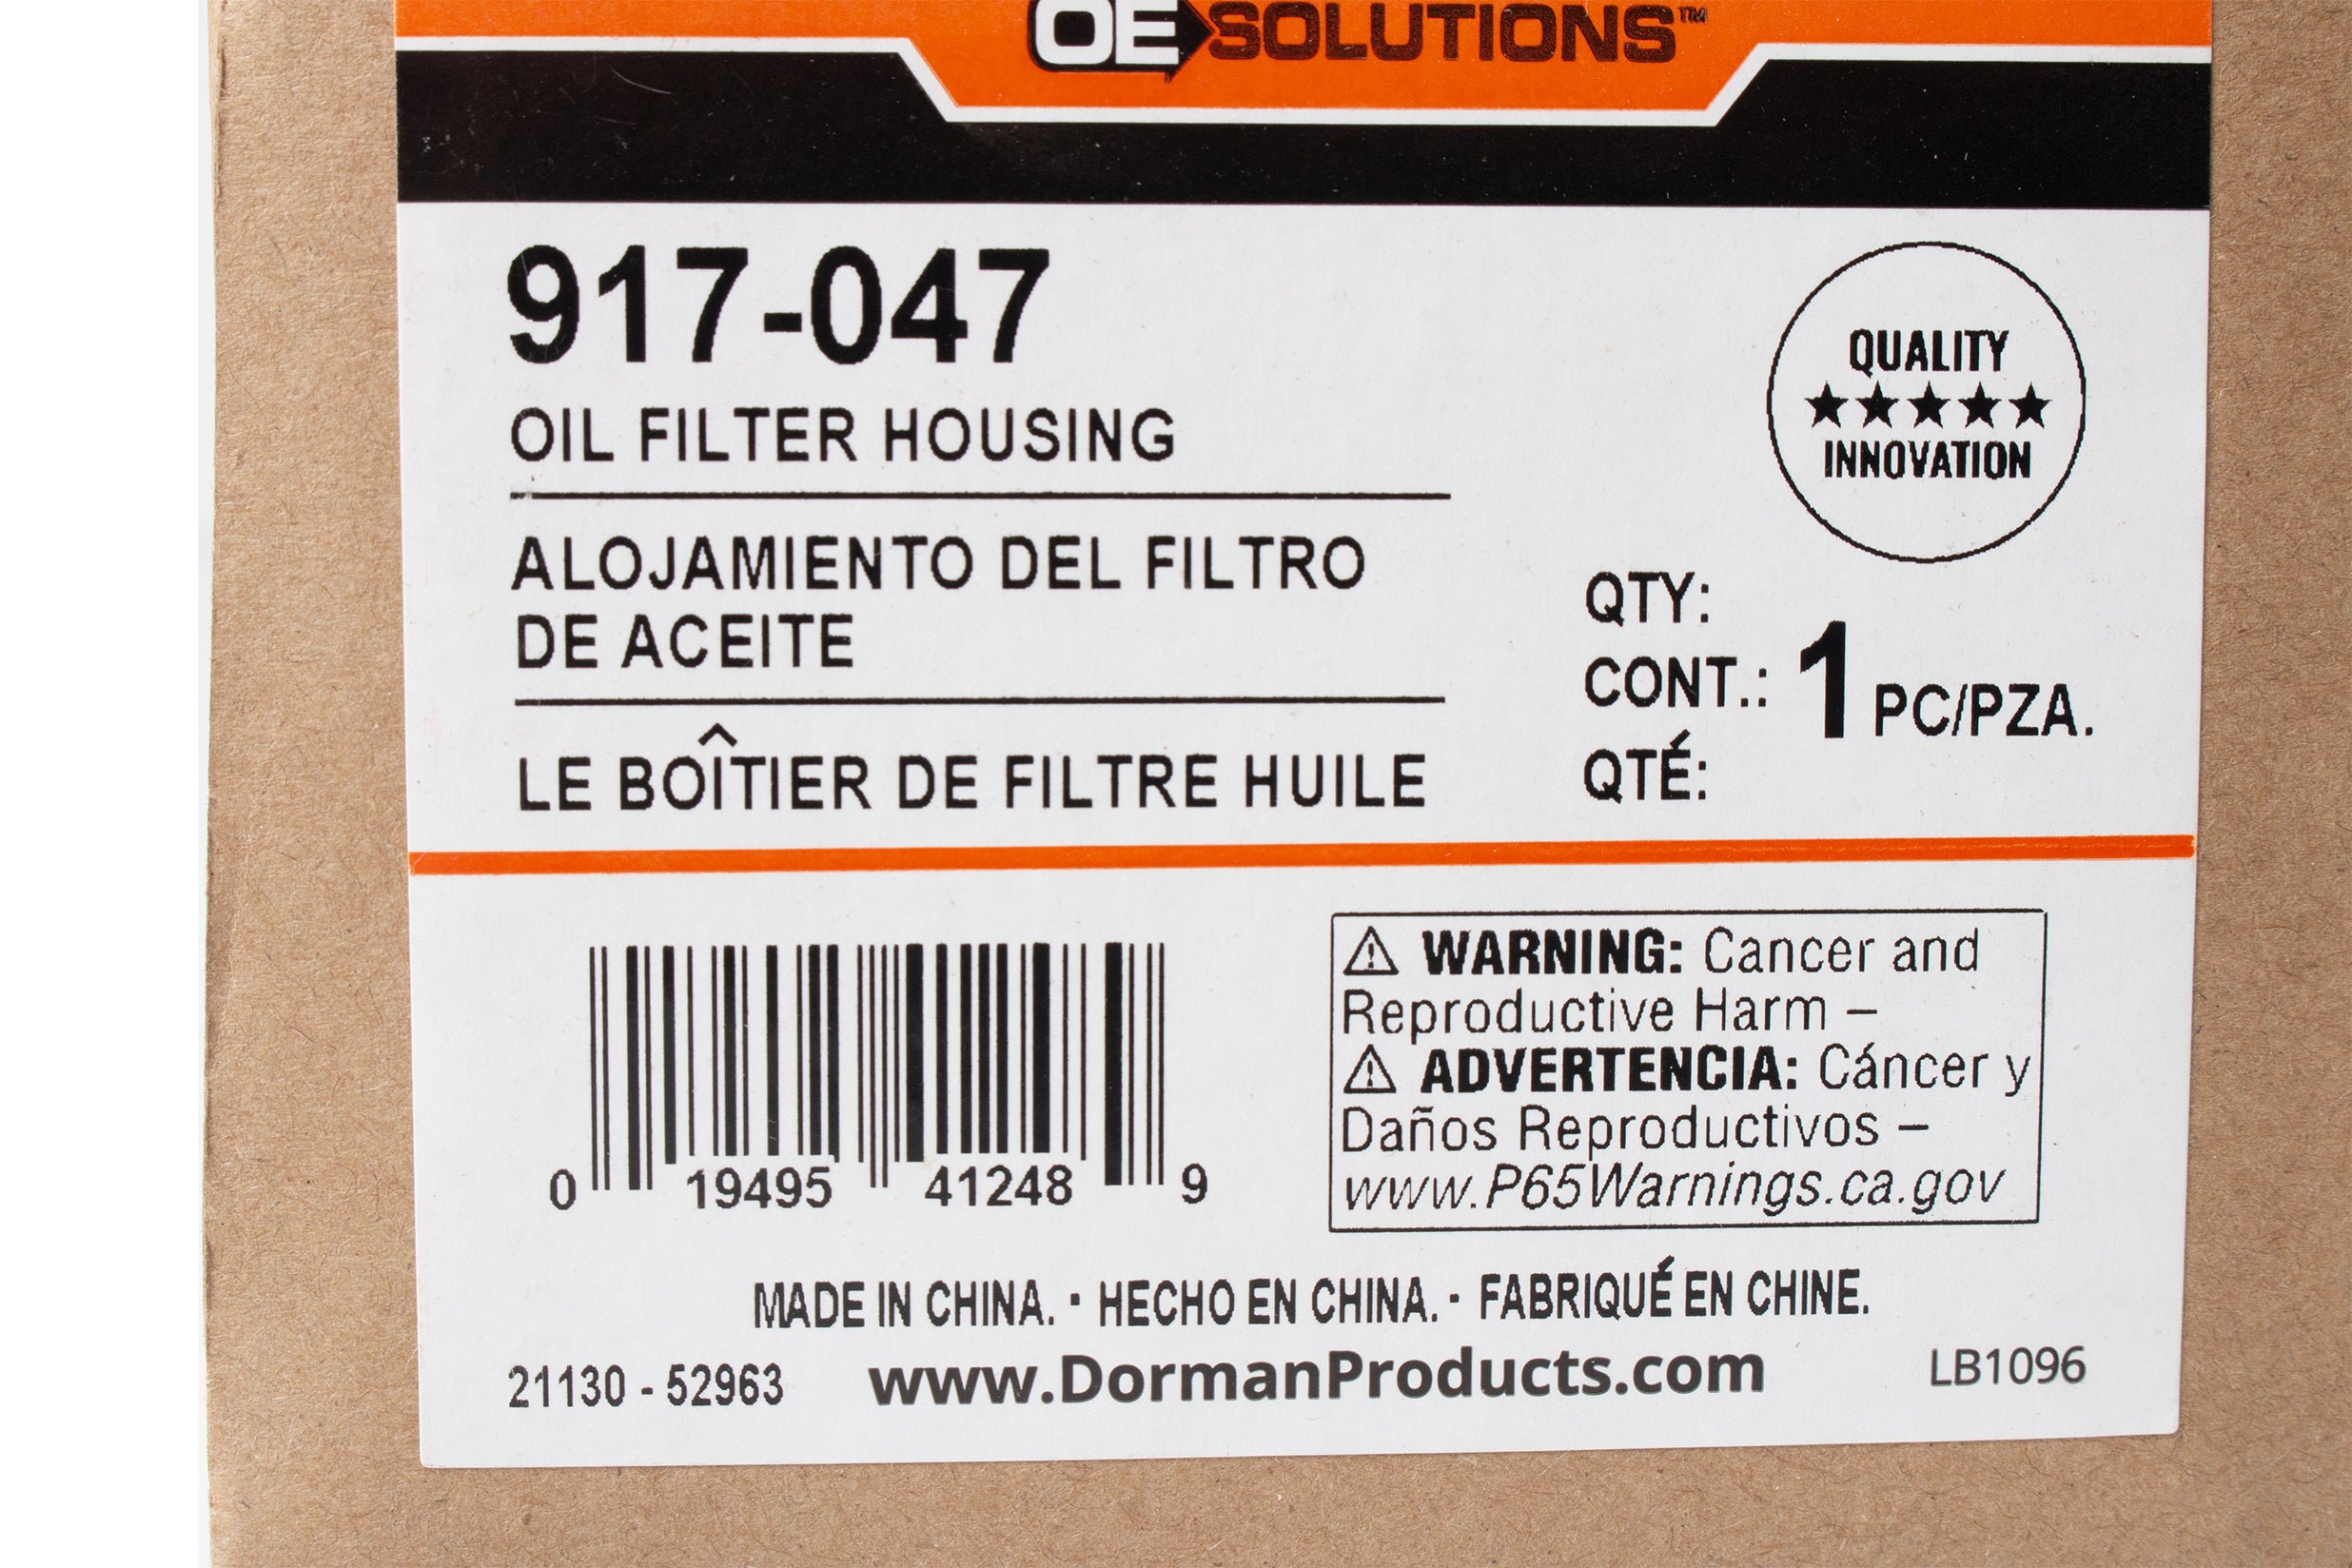 OE SOLUTIONS™
917-047
OIL FILTER HOUSING
ALOJAMIENTO DEL FILTRO
DE ACEITE
LE BOÎTIER DE FILTRE HUILE
QUALITY
★★★★★
INNOVATION
QTY:
CONT.: 1 PC/PZA.
QTÉ:
0 19495 41248 9
⚠ WARNING: Cancer and
Reproductive Harm –
⚠ ADVERTENCIA: Cáncer y
Daños Reproductivos –
www.P65Warnings.ca.gov
MADE IN CHINA. · HECHO EN CHINA. · FABRIQUÉ EN CHINE.
21130 - 52963 www.DormanProducts.com LB1096